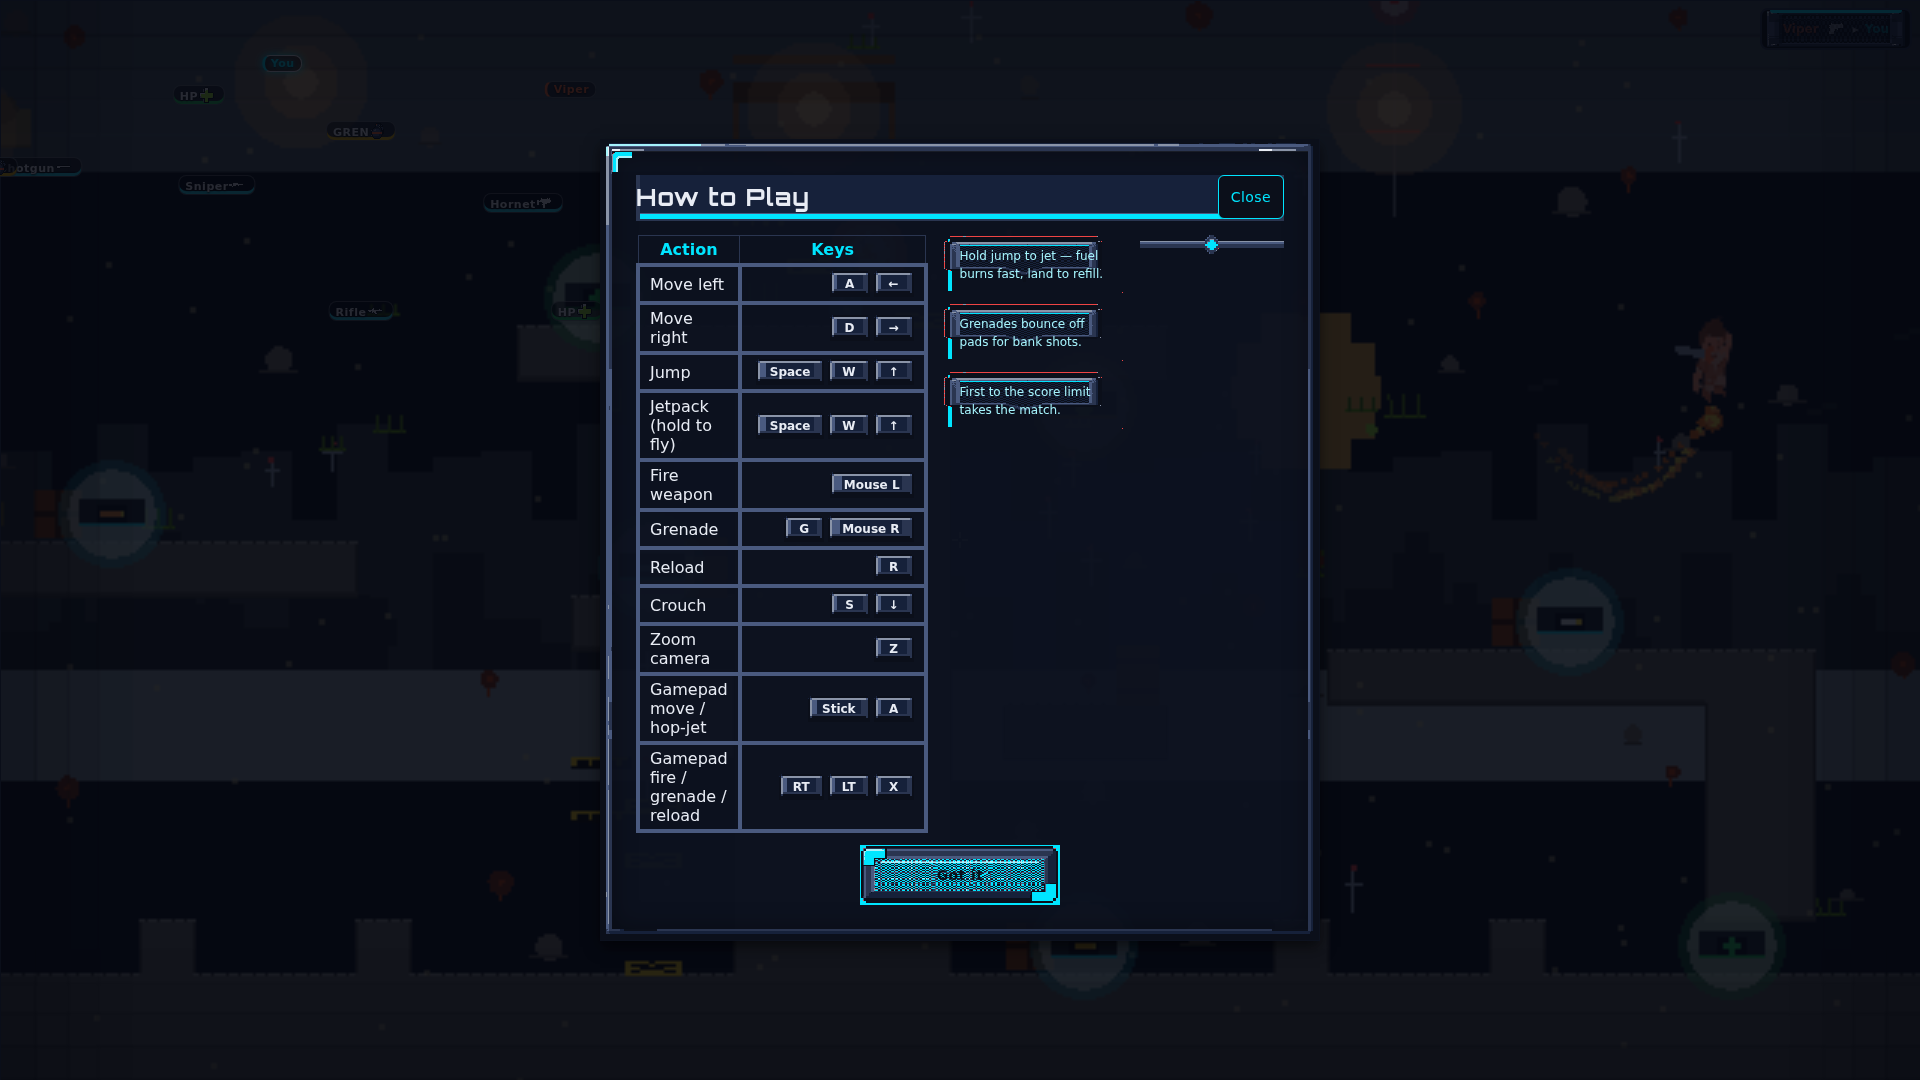 You
Viper You
HP
Viper
GREN
hotgun
Sniper
Hornet
How to Play
Close
Action Keys
Move left A ←
Move right D →
Jump Space W ↑
Jetpack (hold to fly) Space W ↑
Fire weapon Mouse L
Grenade G Mouse R
Reload R
Crouch S ↓
Zoom camera Z
Gamepad move / hop-jet Stick A
Gamepad fire / grenade / reload RT LT X
Hold jump to jet — fuel
burns fast, land to refill.
Grenades bounce off
pads for bank shots.
First to the score limit
takes the match.
Rifle
HP
Got it